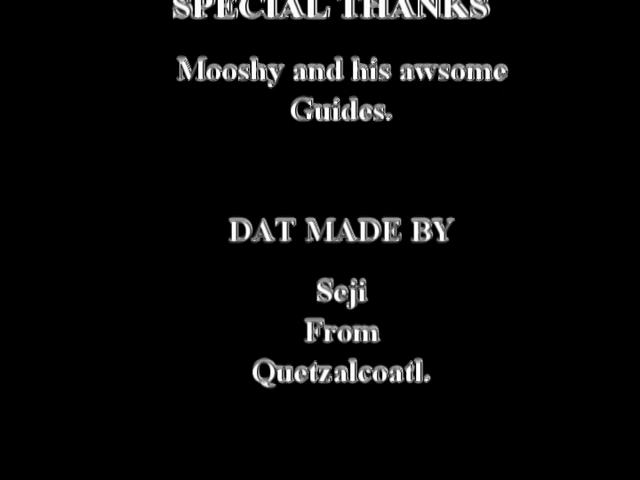 SPECIAL THANKS
Mooshy and his awsome
Guides.
DAT MADE BY
Seji
From
Quetzalcoatl.